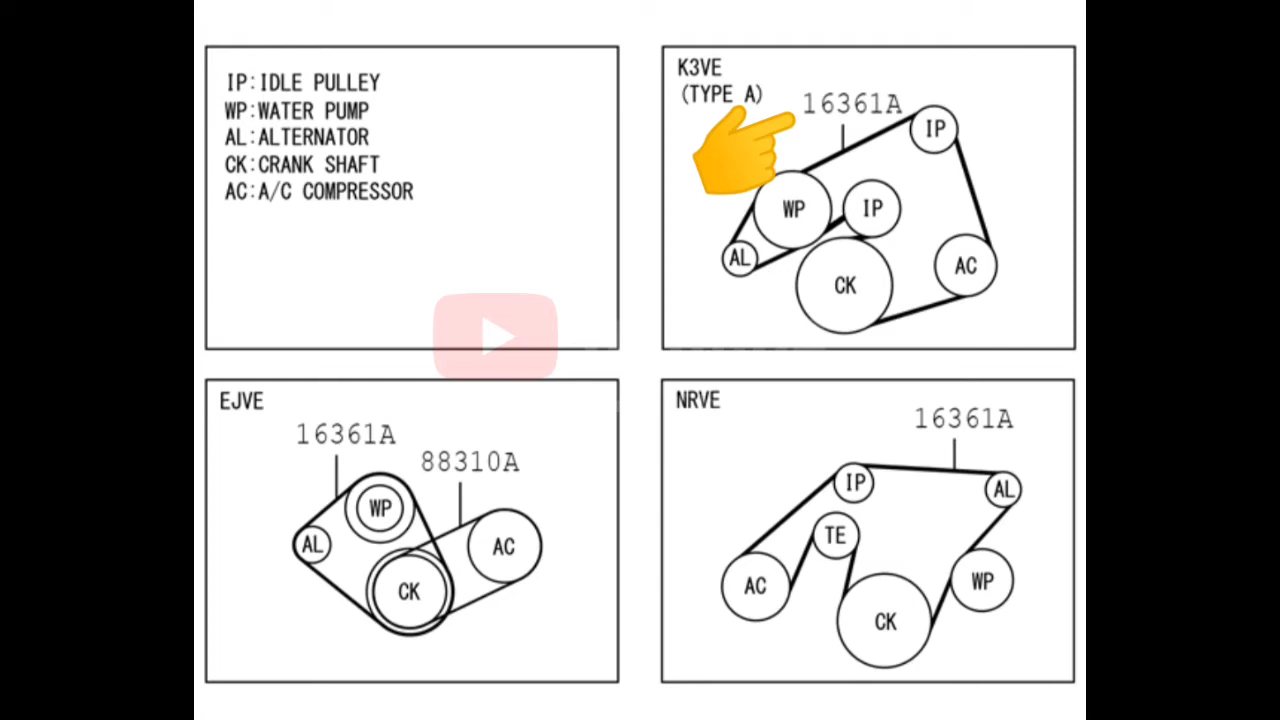 IP:IDLE PULLEY
WP:WATER PUMP
AL:ALTERNATOR
CK:CRANK SHAFT
AC:A/C COMPRESSOR
K3VE
(TYPE A)
16361A
IP
WP
IP
AL
CK
AC
EJVE
16361A
88310A
WP
AL
AC
CK
NRVE
16361A
IP
AL
TE
AC
WP
CK